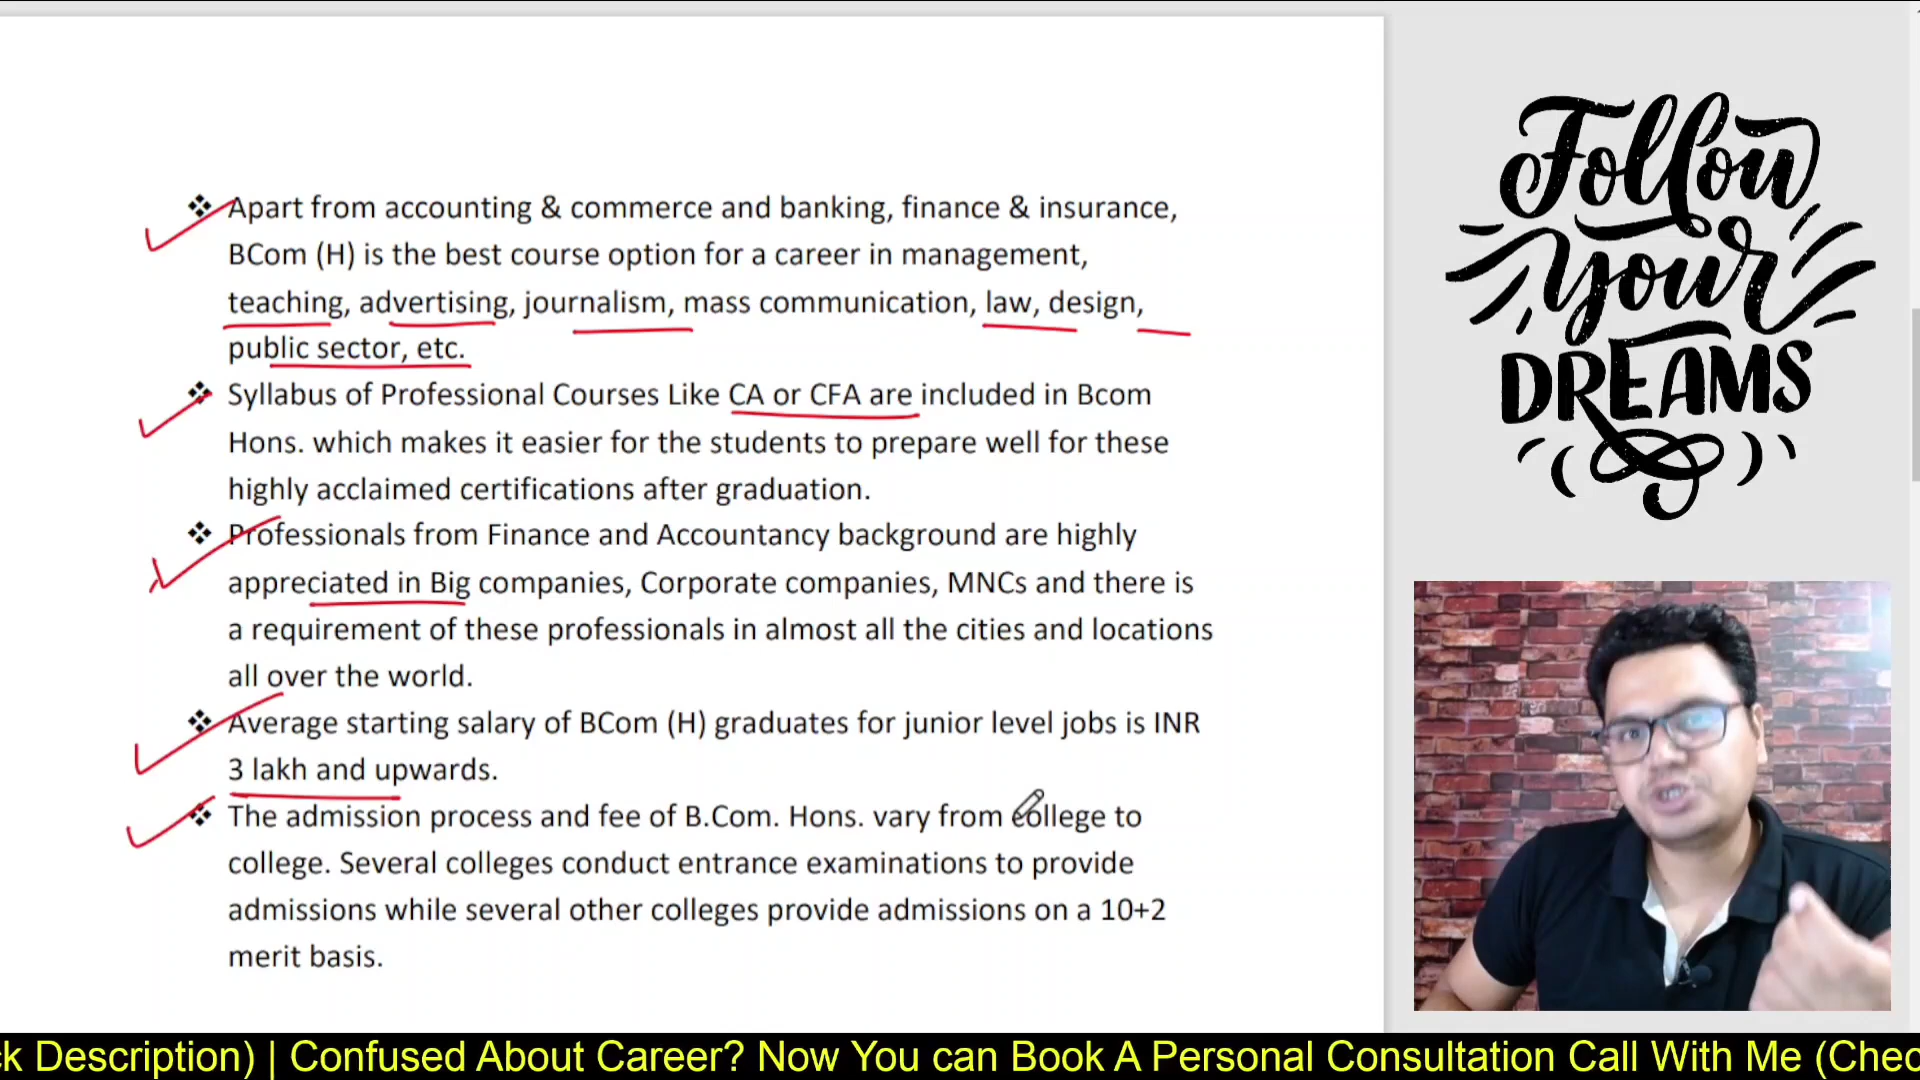 Apart from accounting & commerce and banking, finance & insurance,
BCom (H) is the best course option for a career in management,
teaching, advertising, journalism, mass communication, law, design,
public sector, etc.
Syllabus of Professional Courses Like CA or CFA are included in Bcom
Hons. which makes it easier for the students to prepare well for these
highly acclaimed certifications after graduation.
Professionals from Finance and Accountancy background are highly
appreciated in Big companies, Corporate companies, MNCs and there is
a requirement of these professionals in almost all the cities and locations
all over the world.
Average starting salary of BCom (H) graduates for junior level jobs is INR
3 lakh and upwards.
The admission process and fee of B.Com. Hons. vary from college to
college. Several colleges conduct entrance examinations to provide
admissions while several other colleges provide admissions on a 10+2
merit basis.
Follow
Your
DREAMS
ck Description) | Confused About Career? Now You can Book A Personal Consultation Call With Me (Chec